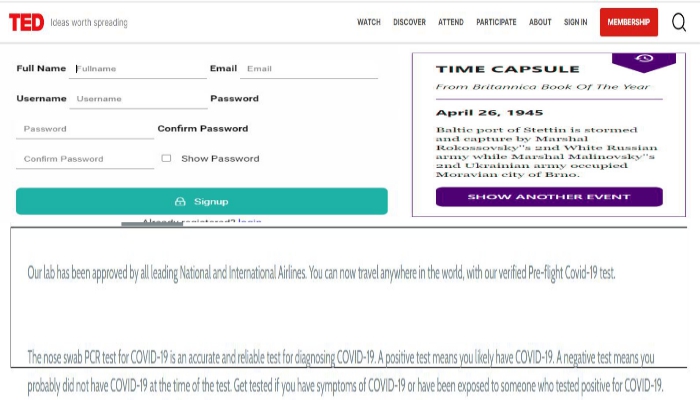 TED Ideas worth spreading WATCH DISCOVER ATTEND PARTICIPATE ABOUT SIGN IN MEMBERSHIP
Full Name Fullname Email Email
Username Username Password
Password Confirm Password
Confirm Password Show Password
Signup
Already registered? login
TIME CAPSULE
From Britannica Book Of The Year
April 26, 1945
Baltic port of Stettin is stormed
and capture by Marshal
Rokossovsky"s 2nd White Russian
army while Marshal Malinovsky"s
2nd Ukrainian army occupied
Moravian city of Brno.
SHOW ANOTHER EVENT
Our lab has been approved by all leading National and International Airlines. You can now travel anywhere in the world, with our verified Pre-flight Covid-19 test.
The nose swab PCR test for COVID-19 is an accurate and reliable test for diagnosing COVID-19. A positive test means you likely have COVID-19. A negative test means you
probably did not have COVID-19 at the time of the test. Get tested if you have symptoms of COVID-19 or have been exposed to someone who tested positive for COVID-19.